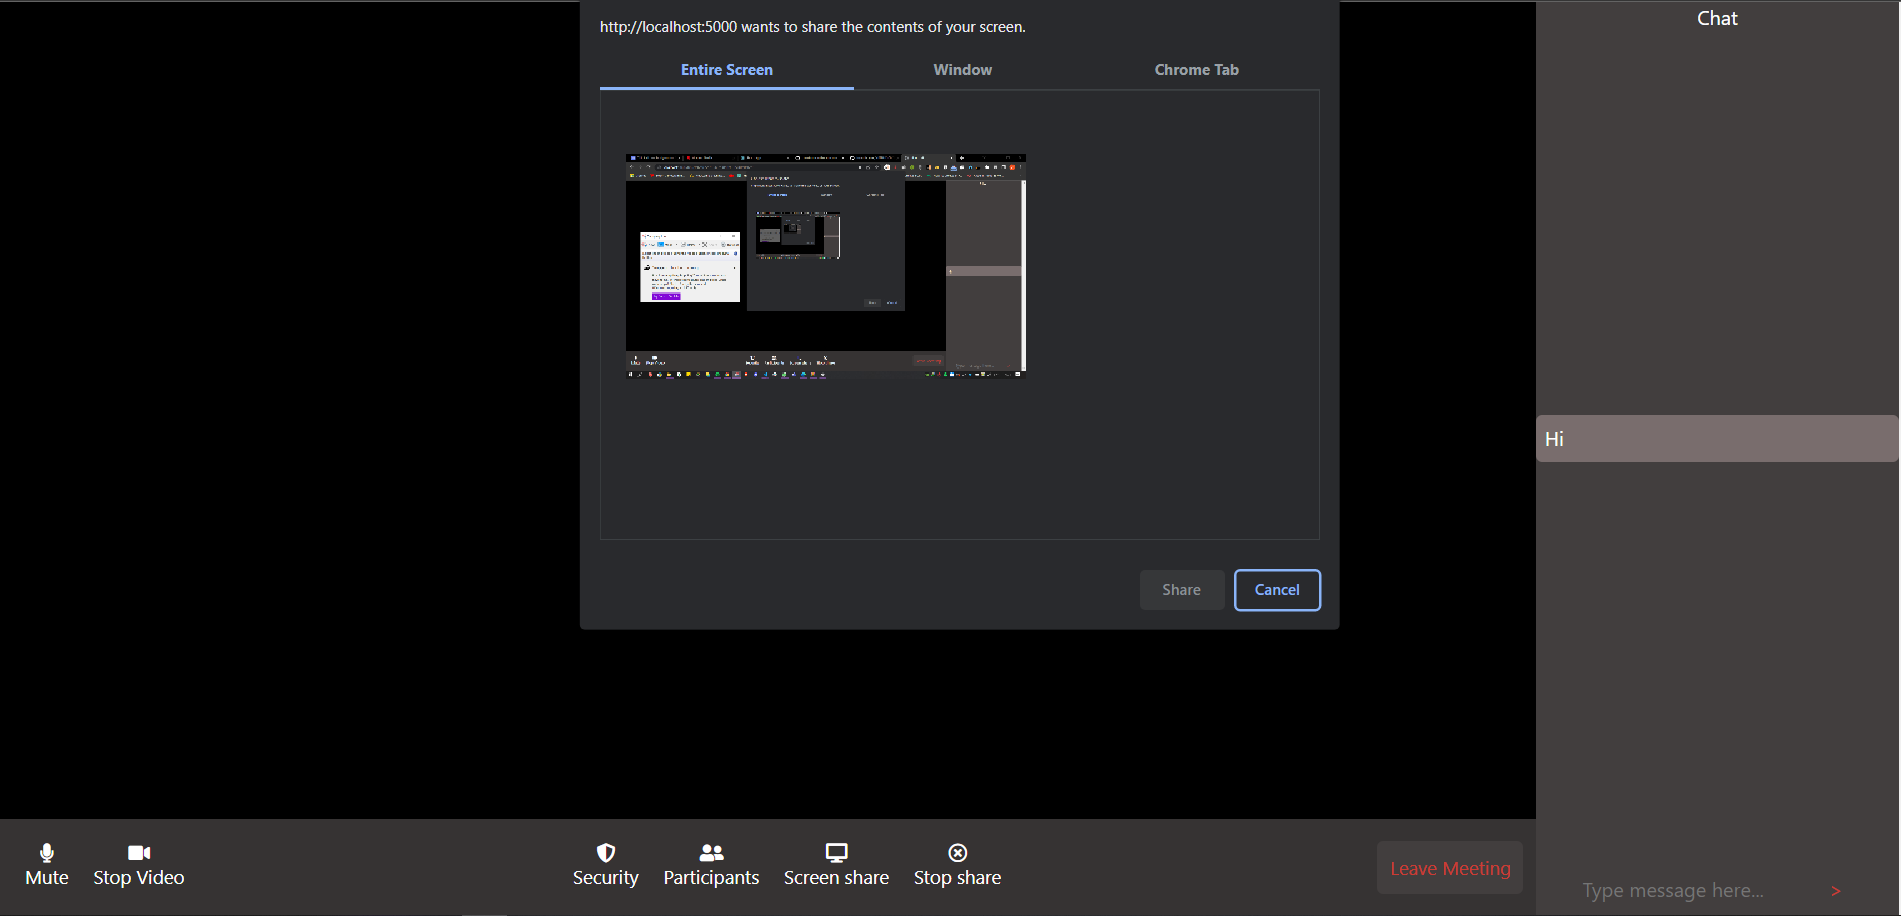 http://localhost:5000 wants to share the contents of your screen.
Entire Screen
Window
Chrome Tab
Share
Cancel
Chat
Hi
Type message here...
>
Mute
Stop Video
Security
Participants
Screen share
Stop share
Leave Meeting